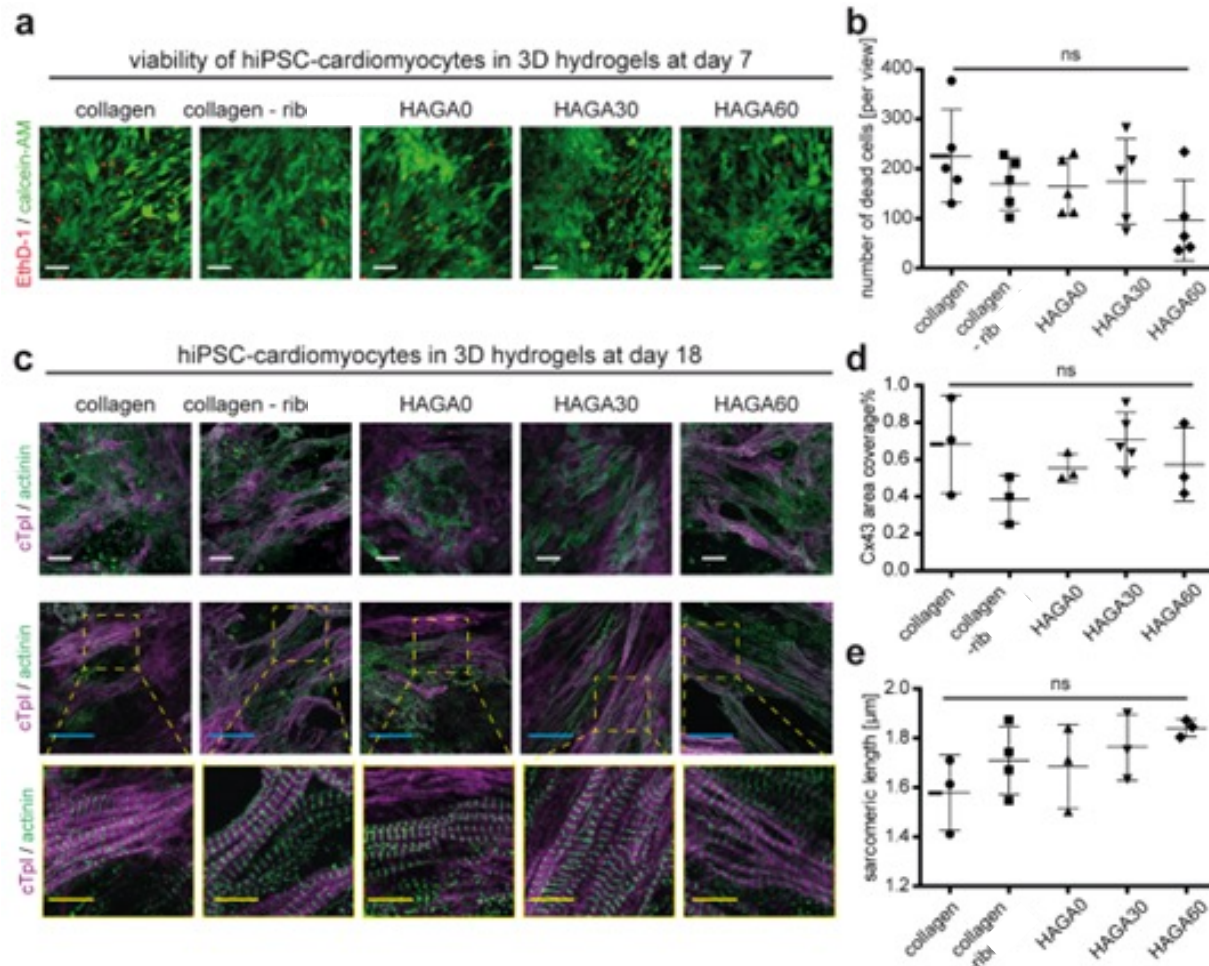 a
viability of hiPSC-cardiomyocytes in 3D hydrogels at day 7
collagen
collagen - rib
HAGA0
HAGA30
HAGA60
EthD-1 / calcein-AM
b
ns
number of dead cells [per view]
400
300
200
100
0
collagen
collagen
- rib
HAGA0
HAGA30
HAGA60
c
hiPSC-cardiomyocytes in 3D hydrogels at day 18
collagen
collagen - rib
HAGA0
HAGA30
HAGA60
cTpI / actinin
cTpI / actinin
cTpI / actinin
d
ns
Cx43 area coverage%
1.0
0.8
0.6
0.4
0.2
0.0
collagen
collagen
-rib
HAGA0
HAGA30
HAGA60
e
ns
sarcomeric length [µm]
2.0
1.8
1.6
1.4
1.2
collagen
collagen
-rib
HAGA0
HAGA30
HAGA60